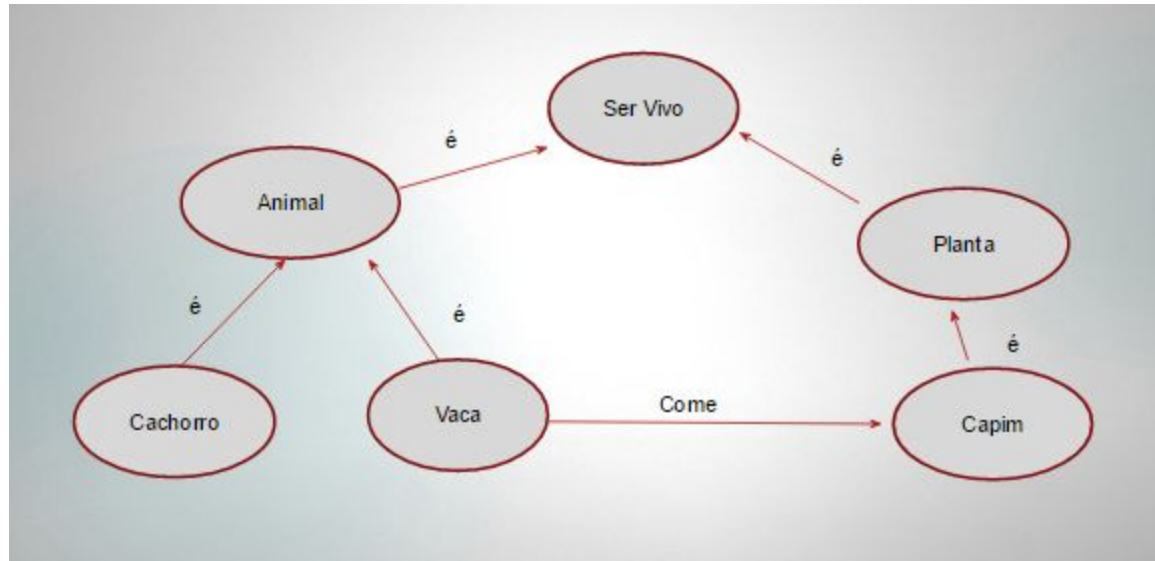 Ser Vivo
é
é
Animal
Planta
é
é
é
Come
Cachorro
Vaca
Capim